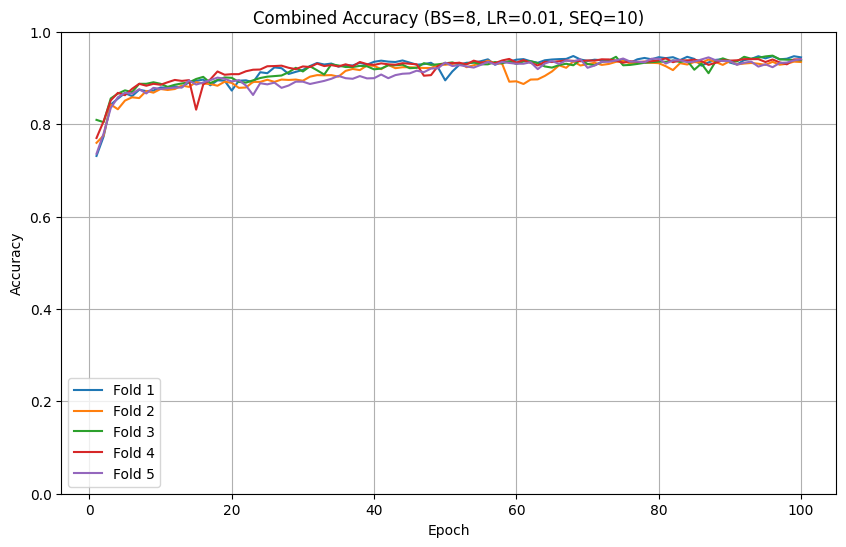 Combined Accuracy (BS=8, LR=0.01, SEQ=10)
1.0
0.8
0.6
0.4
0.2
0.0
Accuracy
Fold 1
Fold 2
Fold 3
Fold 4
Fold 5
0 20 40 60 80 100
Epoch